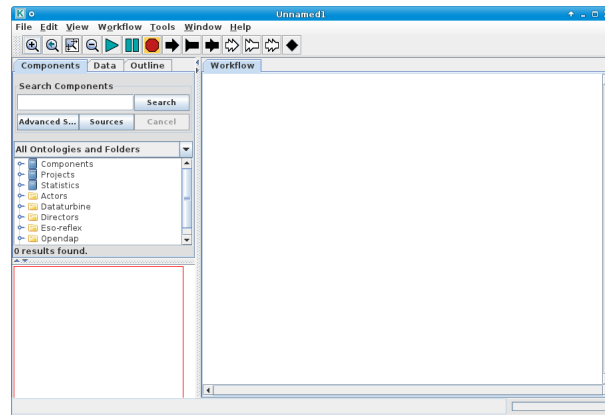 Unnamed1
File Edit View Workflow Tools Window Help
Components Data Outline
Workflow
Search Components
Search
Advanced S... Sources Cancel
All Ontologies and Folders
Components
Projects
Statistics
Actors
Dataturbine
Directors
Eso-reflex
Opendap
0 results found.